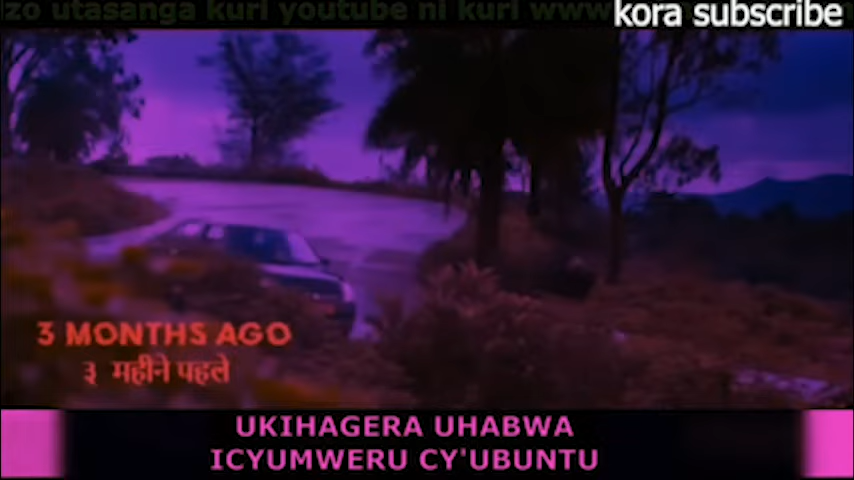 izo utasanga kuri youtube ni kuri www
kora subscribe
3 MONTHS AGO
३ महीने पहले
UKIHAGERA UHABWA
ICYUMWERU CY'UBUNTU